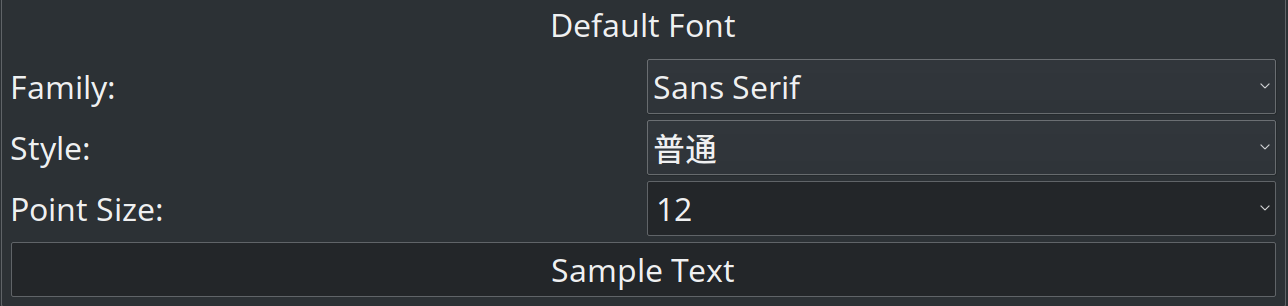 Default Font
Family: Sans Serif
Style: 普通
Point Size: 12
Sample Text